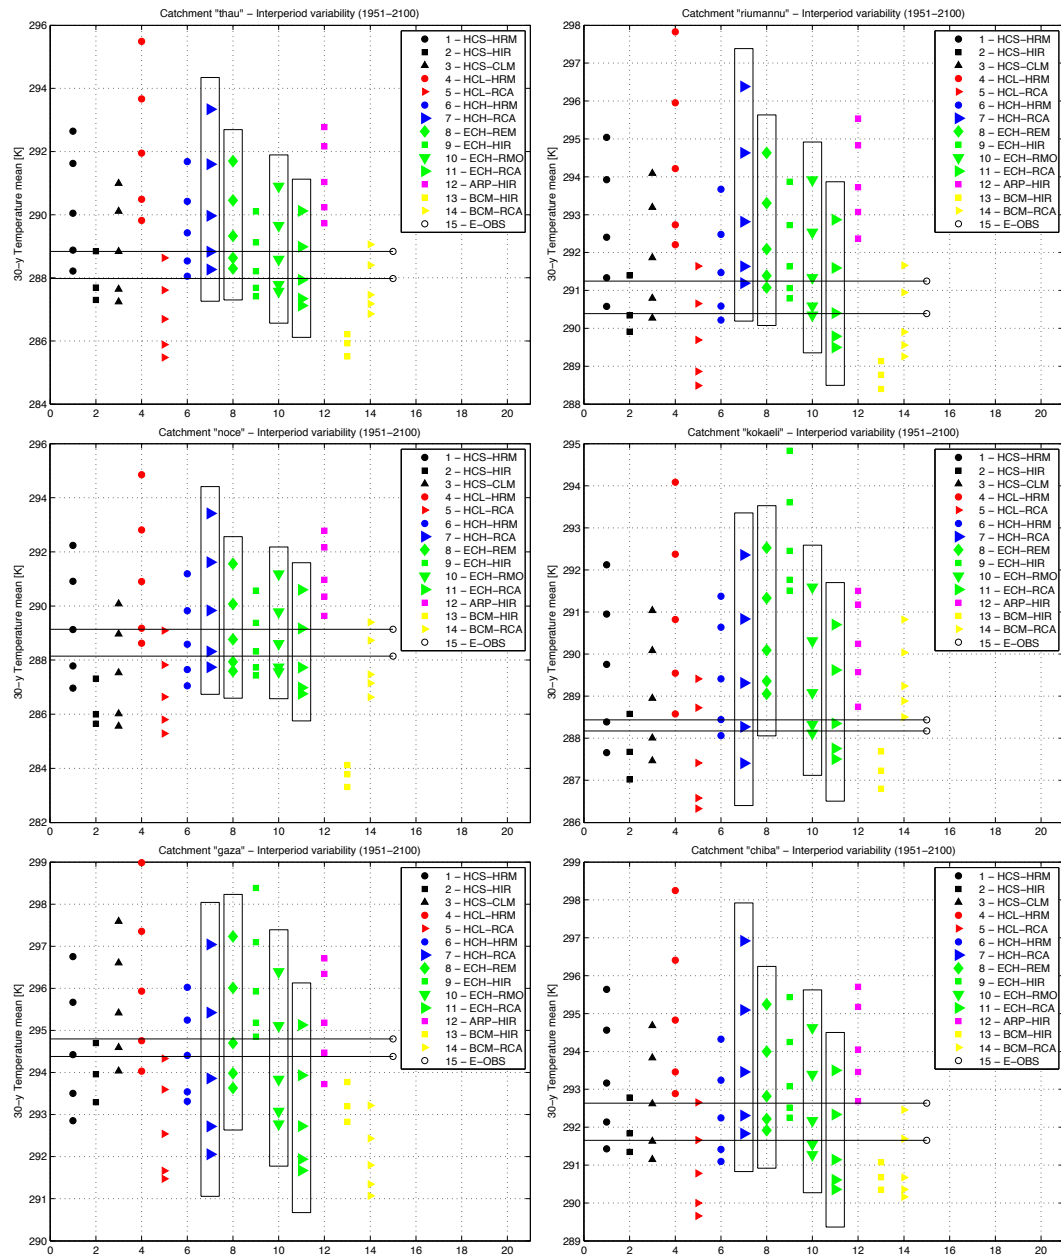 Catchment "thau" − Interperiod variability (1951−2100)
30−y Temperature mean [K]
296
294
292
290
288
286
284
0 2 4 6 8 10 12 14 16 18 20
1 − HCS−HRM
2 − HCS−HIR
3 − HCS−CLM
4 − HCL−HRM
5 − HCL−RCA
6 − HCH−HRM
7 − HCH−RCA
8 − ECH−REM
9 − ECH−HIR
10 − ECH−RMO
11 − ECH−RCA
12 − ARP−HIR
13 − BCM−HIR
14 − BCM−RCA
15 − E−OBS
Catchment "riumannu" − Interperiod variability (1951−2100)
30−y Temperature mean [K]
298
297
296
295
294
293
292
291
290
289
288
0 2 4 6 8 10 12 14 16 18 20
1 − HCS−HRM
2 − HCS−HIR
3 − HCS−CLM
4 − HCL−HRM
5 − HCL−RCA
6 − HCH−HRM
7 − HCH−RCA
8 − ECH−REM
9 − ECH−HIR
10 − ECH−RMO
11 − ECH−RCA
12 − ARP−HIR
13 − BCM−HIR
14 − BCM−RCA
15 − E−OBS
Catchment "noce" − Interperiod variability (1951−2100)
30−y Temperature mean [K]
296
294
292
290
288
286
284
282
0 2 4 6 8 10 12 14 16 18 20
1 − HCS−HRM
2 − HCS−HIR
3 − HCS−CLM
4 − HCL−HRM
5 − HCL−RCA
6 − HCH−HRM
7 − HCH−RCA
8 − ECH−REM
9 − ECH−HIR
10 − ECH−RMO
11 − ECH−RCA
12 − ARP−HIR
13 − BCM−HIR
14 − BCM−RCA
15 − E−OBS
Catchment "kokaeli" − Interperiod variability (1951−2100)
30−y Temperature mean [K]
295
294
293
292
291
290
289
288
287
286
0 2 4 6 8 10 12 14 16 18 20
1 − HCS−HRM
2 − HCS−HIR
3 − HCS−CLM
4 − HCL−HRM
5 − HCL−RCA
6 − HCH−HRM
7 − HCH−RCA
8 − ECH−REM
9 − ECH−HIR
10 − ECH−RMO
11 − ECH−RCA
12 − ARP−HIR
13 − BCM−HIR
14 − BCM−RCA
15 − E−OBS
Catchment "gaza" − Interperiod variability (1951−2100)
30−y Temperature mean [K]
299
298
297
296
295
294
293
292
291
290
0 2 4 6 8 10 12 14 16 18 20
1 − HCS−HRM
2 − HCS−HIR
3 − HCS−CLM
4 − HCL−HRM
5 − HCL−RCA
6 − HCH−HRM
7 − HCH−RCA
8 − ECH−REM
9 − ECH−HIR
10 − ECH−RMO
11 − ECH−RCA
12 − ARP−HIR
13 − BCM−HIR
14 − BCM−RCA
15 − E−OBS
Catchment "chiba" − Interperiod variability (1951−2100)
30−y Temperature mean [K]
299
298
297
296
295
294
293
292
291
290
289
0 2 4 6 8 10 12 14 16 18 20
1 − HCS−HRM
2 − HCS−HIR
3 − HCS−CLM
4 − HCL−HRM
5 − HCL−RCA
6 − HCH−HRM
7 − HCH−RCA
8 − ECH−REM
9 − ECH−HIR
10 − ECH−RMO
11 − ECH−RCA
12 − ARP−HIR
13 − BCM−HIR
14 − BCM−RCA
15 − E−OBS